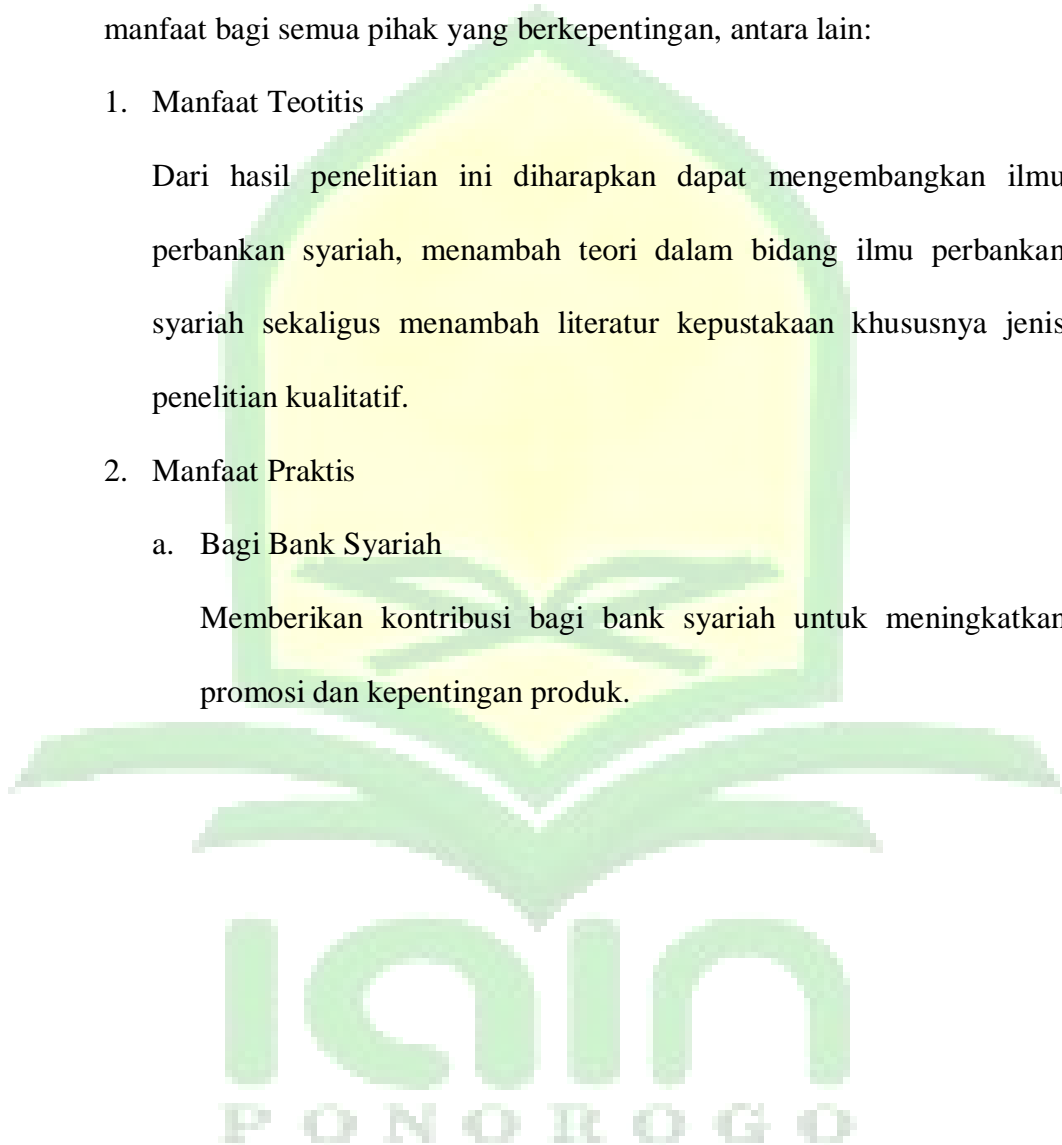 manfaat bagi semua pihak yang berkepentingan, antara lain:
1. Manfaat Teotitis
Dari hasil penelitian ini diharapkan dapat mengembangkan ilmu
perbankan syariah, menambah teori dalam bidang ilmu perbankan
syariah sekaligus menambah literatur kepustakaan khususnya jenis
penelitian kualitatif.
2. Manfaat Praktis
a. Bagi Bank Syariah
Memberikan kontribusi bagi bank syariah untuk meningkatkan
promosi dan kepentingan produk.
iain
PONOROGO